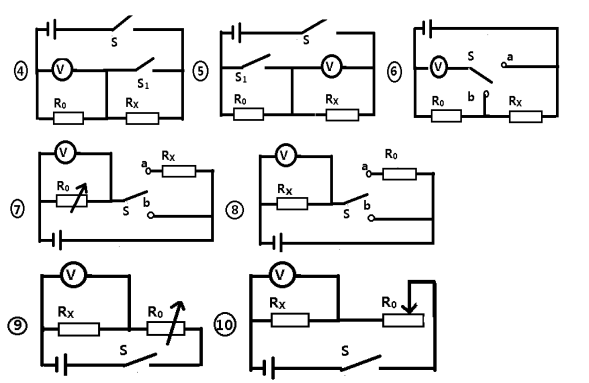 ④ S V S₁ R₀ Rx
⑤ S S₁ V R₀ Rx
⑥ S a V b R₀ Rx
⑦ V a Rx R₀ S b
⑧ V a R₀ Rx S b
⑨ V Rx R₀ S
⑩ V Rx R₀ S